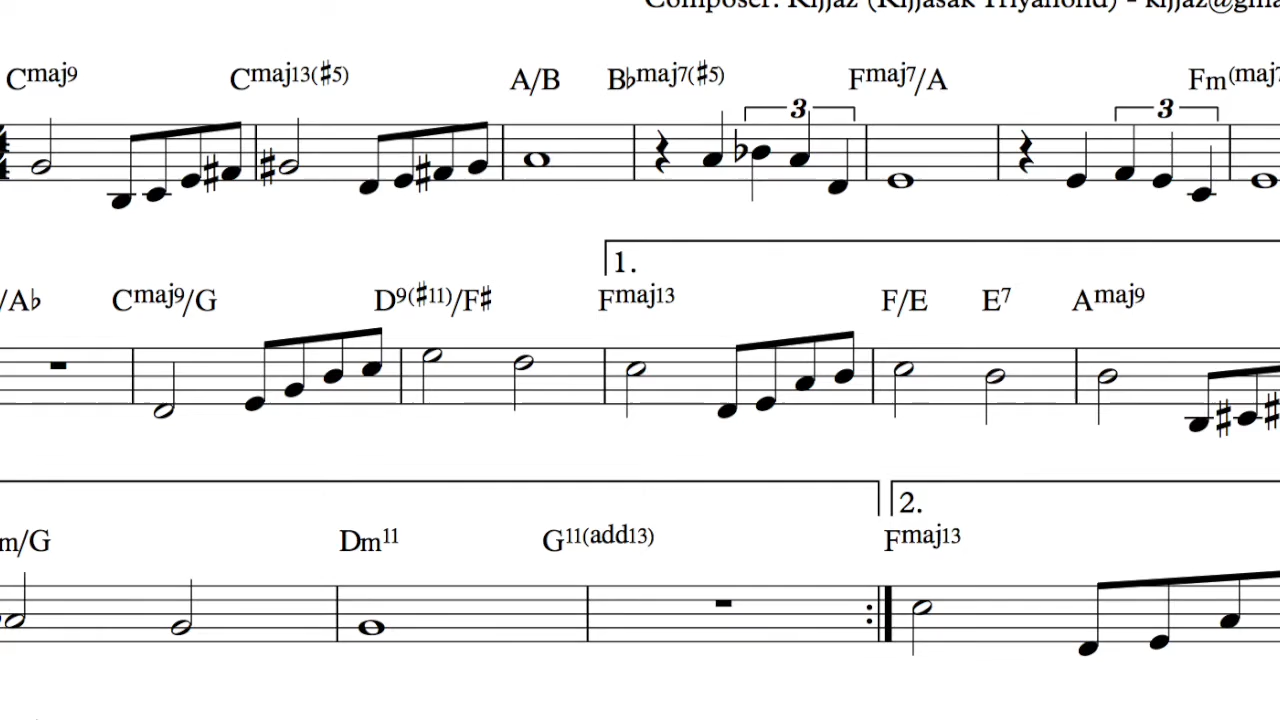 Composer: Kijjaz (Kijjasak Triyanond) - kijjaz@gma
Cmaj9 Cmaj13(♯5) A/B B♭maj7(♯5) Fmaj7/A Fm(maj7
3 3
1.
/A♭ Cmaj9/G D9(♯11)/F♯ Fmaj13 F/E E7 Amaj9
2.
m/G Dm11 G11(add13) Fmaj13